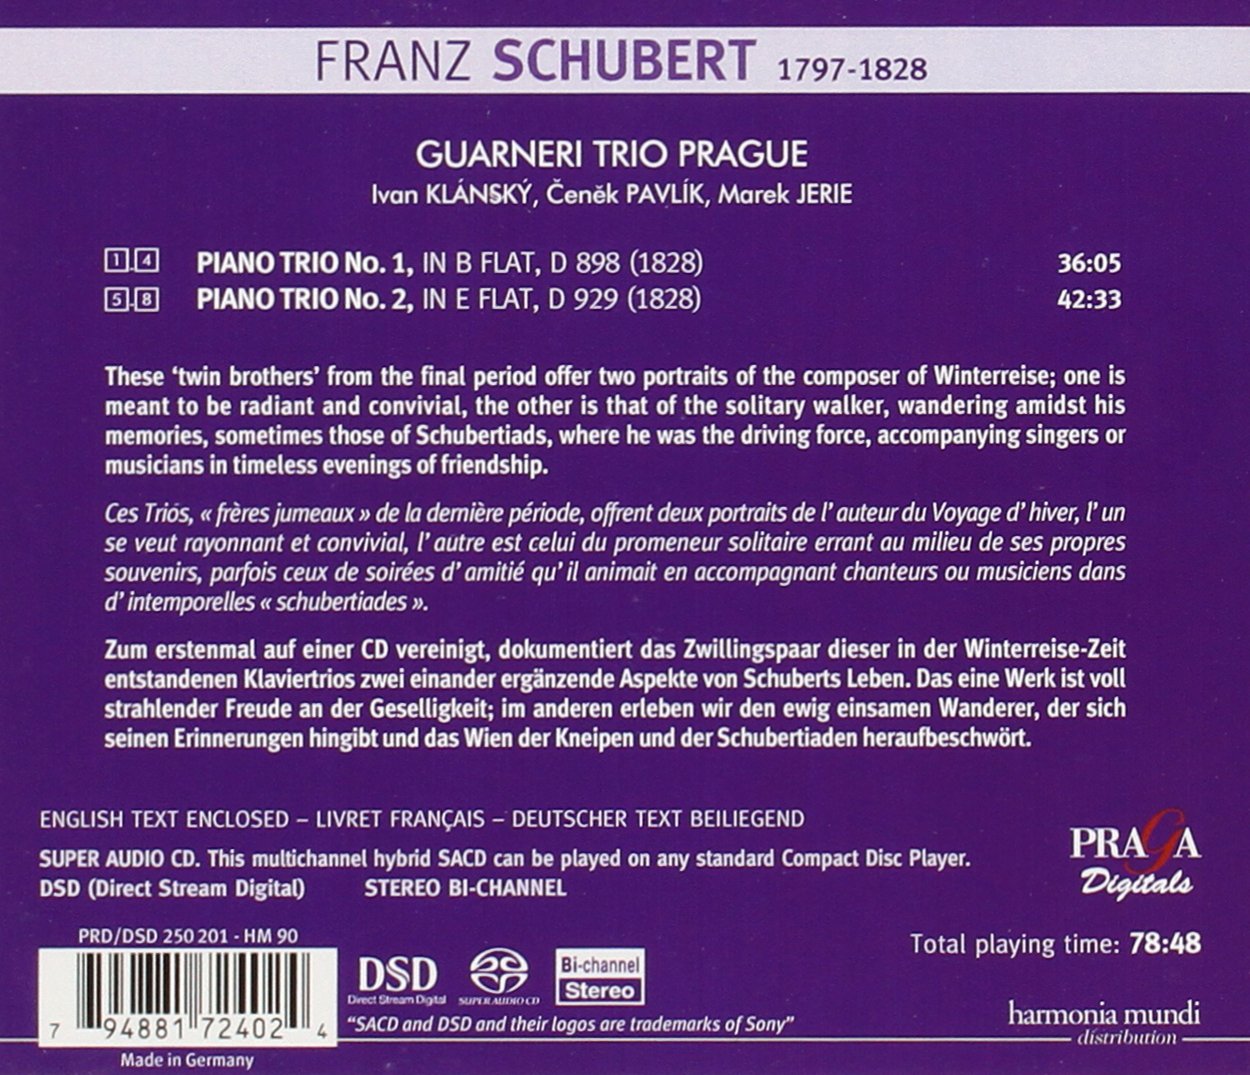 FRANZ SCHUBERT 1797-1828
GUARNERI TRIO PRAGUE
Ivan KLÁNSKÝ, Čeněk PAVLÍK, Marek JERIE
1-4 PIANO TRIO No. 1, IN B FLAT, D 898 (1828) 36:05
5-8 PIANO TRIO No. 2, IN E FLAT, D 929 (1828) 42:33
These ‘twin brothers’ from the final period offer two portraits of the composer of Winterreise; one is
meant to be radiant and convivial, the other is that of the solitary walker, wandering amidst his
memories, sometimes those of Schubertiads, where he was the driving force, accompanying singers or
musicians in timeless evenings of friendship.
Ces Trios, « frères jumeaux » de la dernière période, offrent deux portraits de l’ auteur du Voyage d’ hiver, l’ un
se veut rayonnant et convivial, l’ autre est celui du promeneur solitaire errant au milieu de ses propres
souvenirs, parfois ceux de soirées d’ amitié qu’ il animait en accompagnant chanteurs ou musiciens dans
d’ intemporelles « schubertiades ».
Zum erstenmal auf einer CD vereinigt, dokumentiert das Zwillingspaar dieser in der Winterreise-Zeit
entstandenen Klaviertrios zwei einander ergänzende Aspekte von Schuberts Leben. Das eine Werk ist voll
strahlender Freude an der Geselligkeit; im anderen erleben wir den ewig einsamen Wanderer, der sich
seinen Erinnerungen hingibt und das Wien der Kneipen und der Schubertiaden heraufbeschwört.
ENGLISH TEXT ENCLOSED – LIVRET FRANÇAIS – DEUTSCHER TEXT BEILIEGEND
SUPER AUDIO CD. This multichannel hybrid SACD can be played on any standard Compact Disc Player.
DSD (Direct Stream Digital) STEREO BI-CHANNEL
PRAGA
Digitals
PRD/DSD 250 201 - HM 90
Total playing time: 78:48
DSD
Direct Stream Digital
SUPER AUDIO CD
Bi-channel
Stereo
7 94881 72402 4
“SACD and DSD and their logos are trademarks of Sony”
harmonia mundi
distribution
Made in Germany